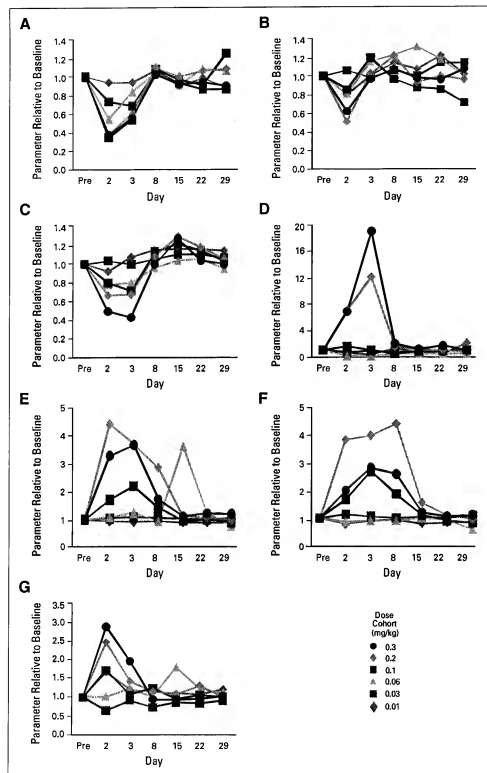 A
Parameter Relative to Baseline
1.4
1.2
1.0
0.8
0.6
0.4
0.2
0.0
Pre 2 3 8 15 22 29
Day
B
Parameter Relative to Baseline
1.4
1.2
1.0
0.8
0.6
0.4
0.2
0.0
Pre 2 3 8 15 22 29
Day
C
Parameter Relative to Baseline
1.4
1.2
1.0
0.8
0.6
0.4
0.2
0.0
Pre 2 3 8 15 22 29
Day
D
Parameter Relative to Baseline
20
16
12
8
4
0
Pre 2 3 8 15 22 29
Day
E
Parameter Relative to Baseline
5
4
3
2
1
0
Pre 2 3 8 15 22 29
Day
F
Parameter Relative to Baseline
5
4
3
2
1
0
Pre 2 3 8 15 22 29
Day
G
Parameter Relative to Baseline
3.5
3.0
2.5
2.0
1.5
1.0
0.5
0.0
Pre 2 3 8 15 22 29
Day
Dose
Cohort
(mg/kg)
0.3
0.2
0.1
0.06
0.03
0.01